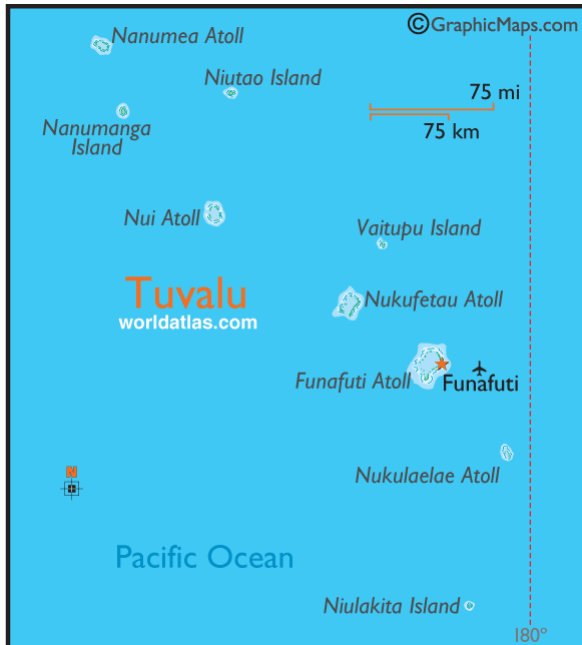 ©GraphicMaps.com
Nanumea Atoll
Niutao Island
75 mi
75 km
Nanumanga
Island
Nui Atoll
Vaitupu Island
Tuvalu
worldatlas.com
Nukufetau Atoll
Funafuti Atoll
Funafuti
Nukulaelae Atoll
N
Pacific Ocean
Niulakita Island
180°